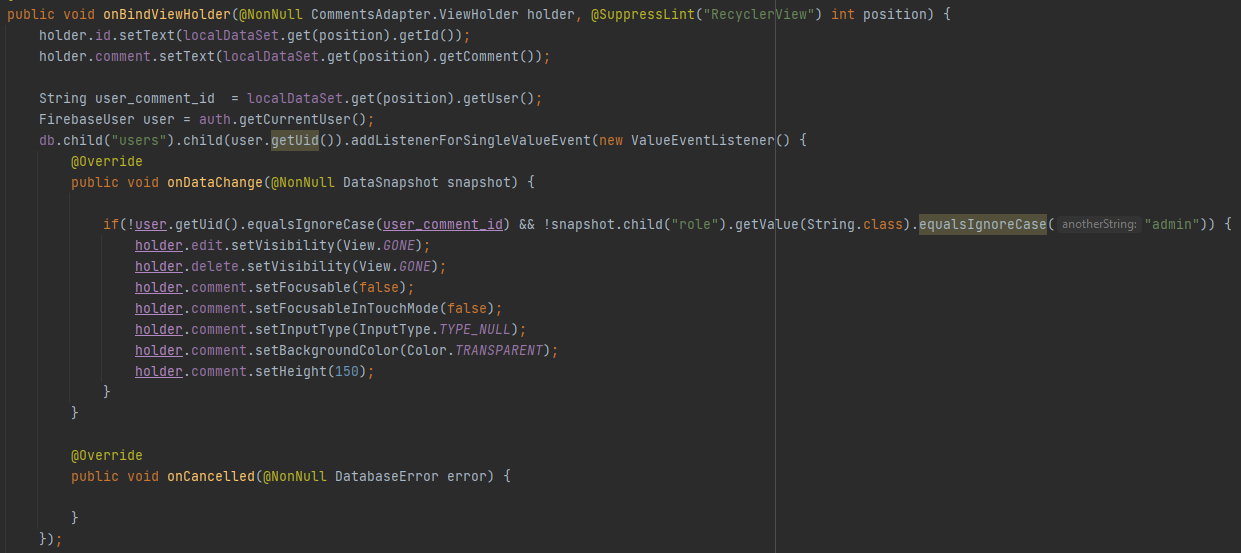 public void onBindViewHolder(@NonNull CommentsAdapter.ViewHolder holder, @SuppressLint("RecyclerView") int position) {
    holder.id.setText(localDataSet.get(position).getId());
    holder.comment.setText(localDataSet.get(position).getComment());

    String user_comment_id  = localDataSet.get(position).getUser();
    FirebaseUser user = auth.getCurrentUser();
    db.child("users").child(user.getUid()).addListenerForSingleValueEvent(new ValueEventListener() {
        @Override
        public void onDataChange(@NonNull DataSnapshot snapshot) {

            if(!user.getUid().equalsIgnoreCase(user_comment_id) && !snapshot.child("role").getValue(String.class).equalsIgnoreCase( anotherString: "admin")) {
                holder.edit.setVisibility(View.GONE);
                holder.delete.setVisibility(View.GONE);
                holder.comment.setFocusable(false);
                holder.comment.setFocusableInTouchMode(false);
                holder.comment.setInputType(InputType.TYPE_NULL);
                holder.comment.setBackgroundColor(Color.TRANSPARENT);
                holder.comment.setHeight(150);
            }
        }

        @Override
        public void onCancelled(@NonNull DatabaseError error) {

        }
    });